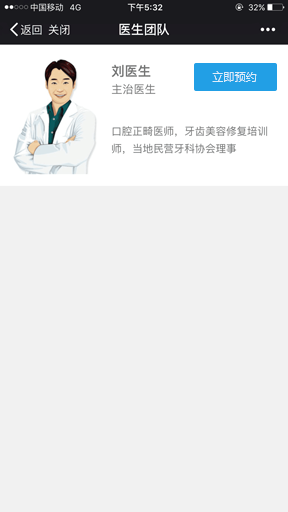 中国移动 4G 下午5:32 32%
返回 关闭 医生团队
刘医生
立即预约
主治医生
口腔正畸医师，牙齿美容修复培训
师，当地民营牙科协会理事